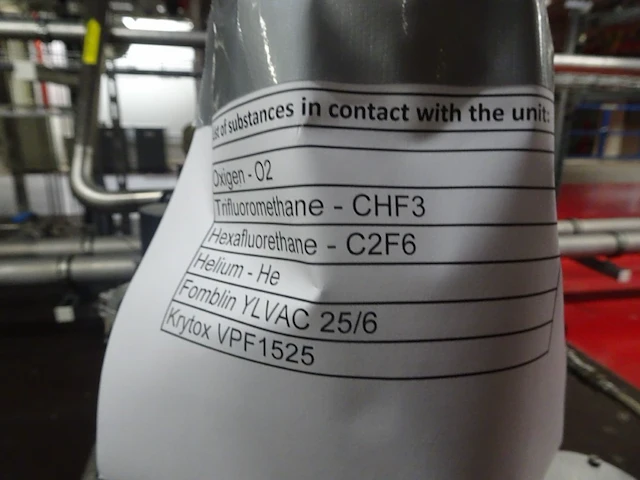 List of substances in contact with the unit:
Oxigen - O2
Trifluoromethane - CHF3
Hexafluorethane - C2F6
Helium - He
Fomblin YLVAC 25/6
Krytox VPF1525